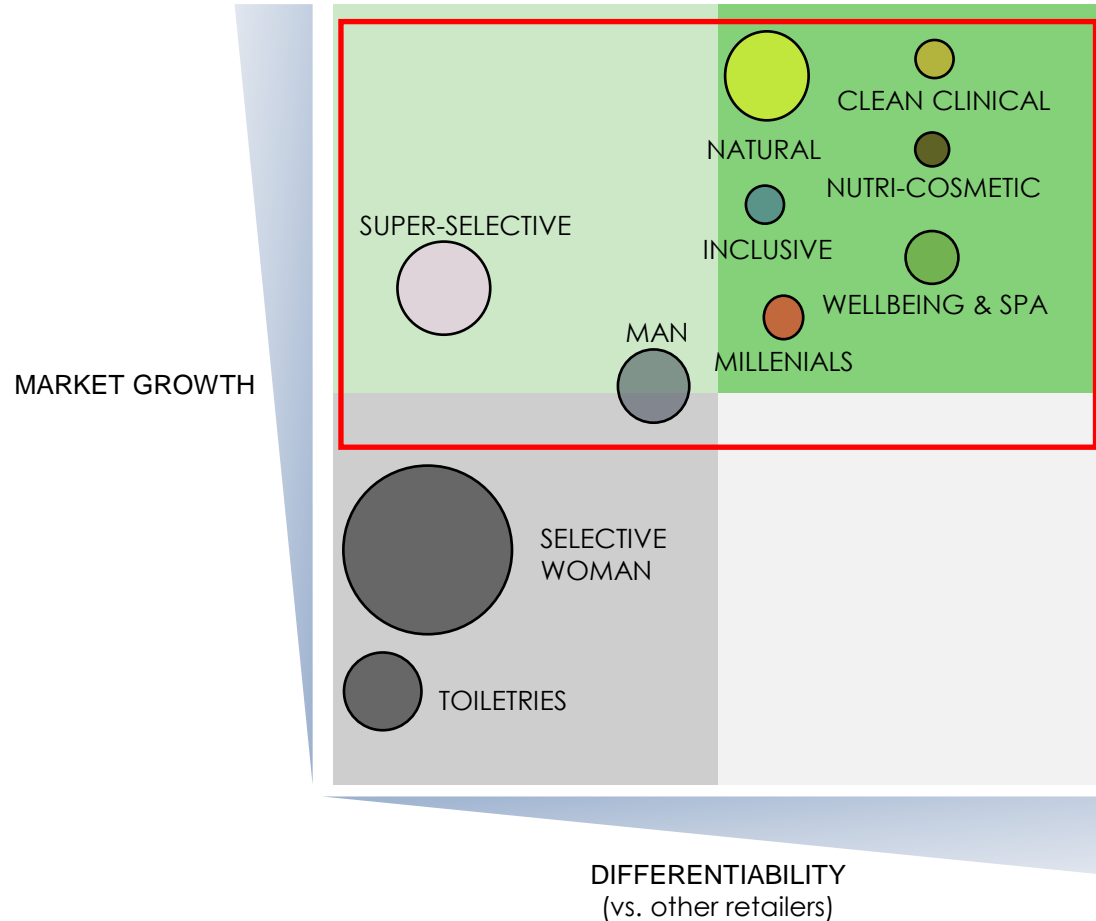 CLEAN CLINICAL
NATURAL
NUTRI-COSMETIC
SUPER-SELECTIVE
INCLUSIVE
WELLBEING & SPA
MAN
MILLENIALS
MARKET GROWTH
SELECTIVE
WOMAN
TOILETRIES
DIFFERENTIABILITY
(vs. other retailers)